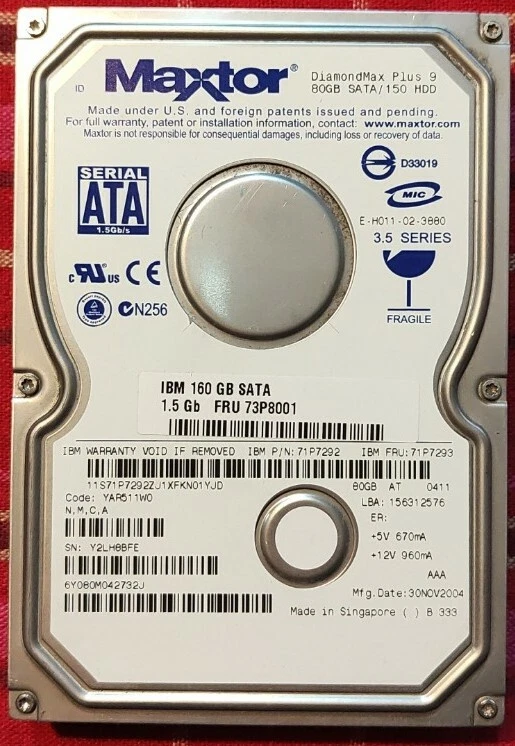 ID
Maxtor®
DiamondMax Plus 9
80GB SATA/150 HDD
Made under U.S. and foreign patents issued and pending.
For full warranty, patent or installation information, contact: www.maxtor.com
Maxtor is not responsible for consequential damages, including loss or recovery of data.
SERIAL
SATA
1.5Gb/s
D33019
MIC
E-H011-02-3880
3.5 SERIES
c RU us CE
N256
FRAGILE
IBM 160 GB SATA
1.5 Gb FRU 73P8001
IBM WARRANTY VOID IF REMOVED IBM P/N:71P7292 IBM FRU:71P7293
11S71P7292ZJ1XFKN01YJD
80GB AT 0411
Code: YAR511W0
LBA: 156312576
N,M,C,A
ER:
+5V 670mA
SN: Y2LH8BFE
+12V 960mA
AAA
6Y080M042732J
Mfg.Date:30NOV2004
Made in Singapore ( ) B 333